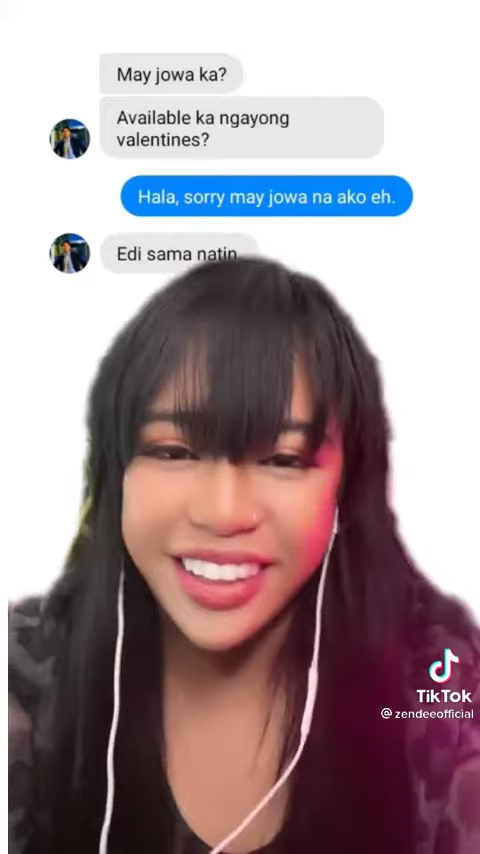 May jowa ka?
Available ka ngayong
valentines?
Hala, sorry may jowa na ako eh.
Edi sama natin
TikTok
@zendeeofficial